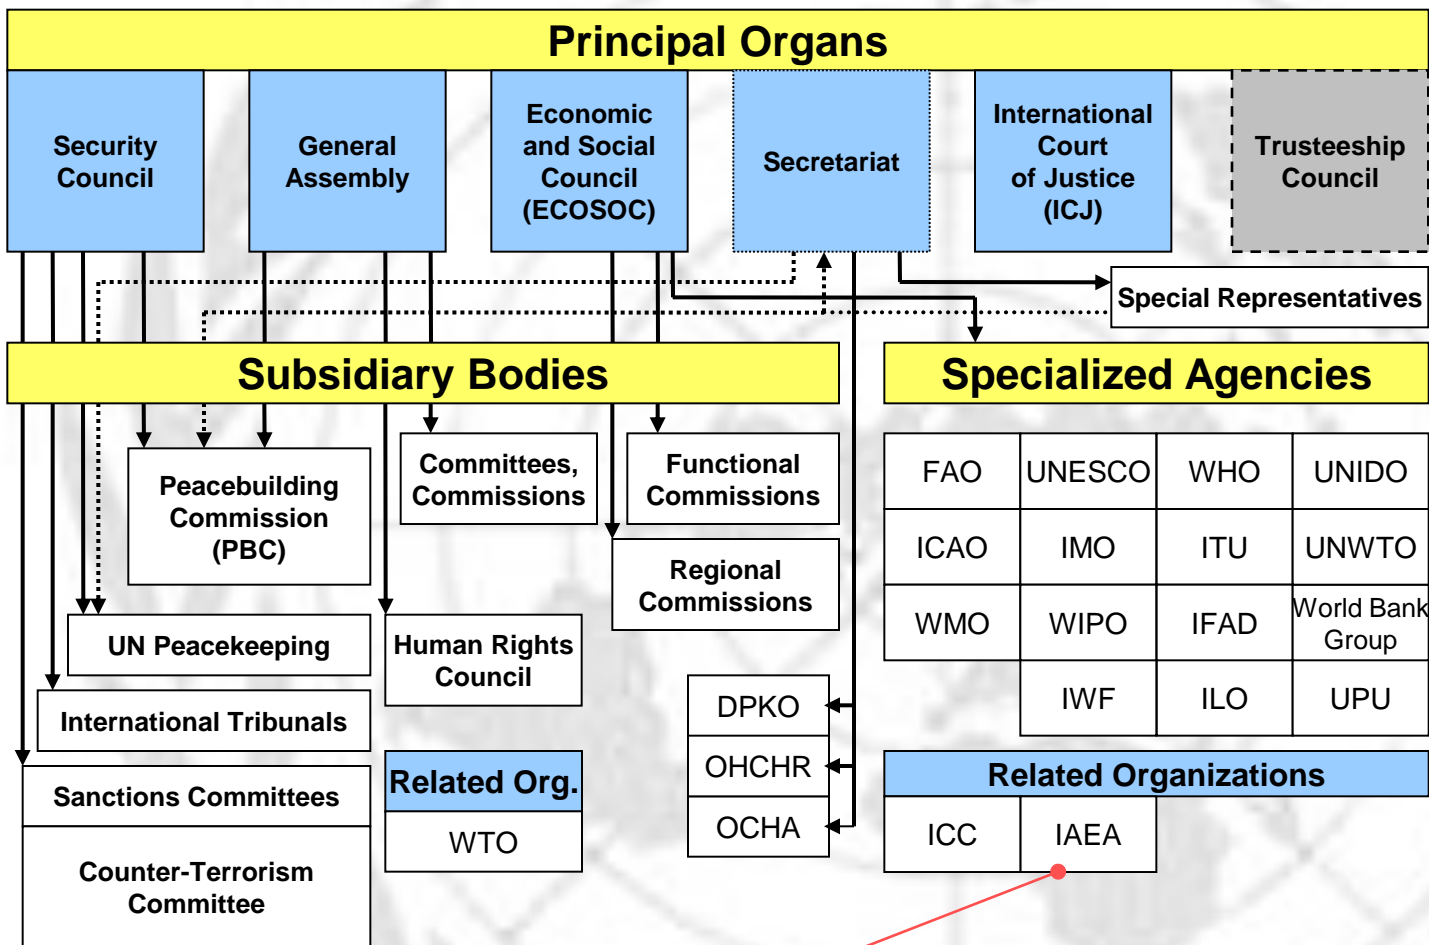 Principal Organs
Security
Council
General
Assembly
Economic
and Social
Council
(ECOSOC)
Secretariat
International
Court
of Justice
(ICJ)
Trusteeship
Council
Special Representatives
Subsidiary Bodies
Specialized Agencies
Peacebuilding
Commission
(PBC)
Committees,
Commissions
Functional
Commissions
Regional
Commissions
UN Peacekeeping
Human Rights
Council
International Tribunals
Sanctions Committees
Counter-Terrorism
Committee
Related Org.
WTO
DPKO
OHCHR
OCHA
FAO UNESCO WHO UNIDO
ICAO IMO ITU UNWTO
WMO WIPO IFAD World Bank
Group
IWF ILO UPU
Related Organizations
ICC IAEA